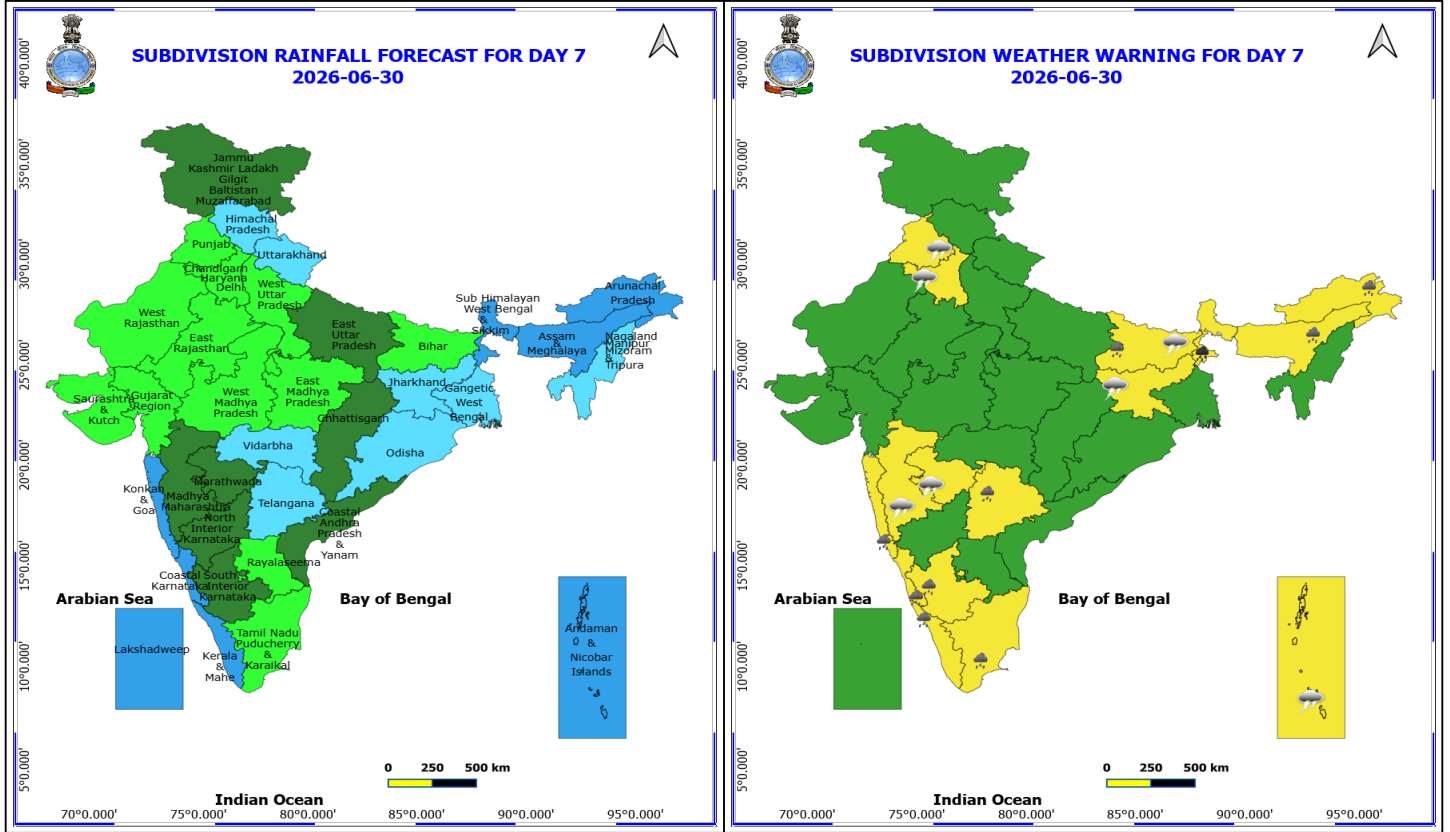 SUBDIVISION RAINFALL FORECAST FOR DAY 7
2026-06-30
40°0.000'
35°0.000'
30°0.000'
25°0.000'
20°0.000'
15°0.000'
10°0.000'
5°0.000'
Jammu
Kashmir Ladakh
Gilgit
Baltistan
Muzaffarabad
Himachal
Pradesh
Punjab
Uttarakhand
Chandigarh
Haryana
Delhi
West
Uttar
Pradesh
West
Rajasthan
East
Rajasthan
East
Uttar
Pradesh
Bihar
Sub Himalayan
West Bengal
&
Sikkim
Arunachal
Pradesh
Assam
&
Meghalaya
Nagaland
Manipur
Mizoram
&
Tripura
Saurashtra
&
Kutch
Gujarat
Region
West
Madhya
Pradesh
East
Madhya
Pradesh
Jharkhand
Gangetic
West
Bengal
Chhattisgarh
Vidarbha
Odisha
Konkan
&
Goa
Madhya
Maharashtra
Marathwada
Telangana
North
Interior
Karnataka
Coastal
Andhra
Pradesh
&
Yanam
Rayalaseema
Coastal
Karnataka
South
Interior
Karnataka
Tamil Nadu
Puducherry
&
Karaikal
Kerala
&
Mahe
Lakshadweep
Andaman
&
Nicobar
Islands
Arabian Sea
Bay of Bengal
Indian Ocean
0 250 500 km
70°0.000' 75°0.000' 80°0.000' 85°0.000' 90°0.000' 95°0.000'
SUBDIVISION WEATHER WARNING FOR DAY 7
2026-06-30
40°0.000'
35°0.000'
30°0.000'
25°0.000'
20°0.000'
15°0.000'
10°0.000'
5°0.000'
Arabian Sea
Bay of Bengal
Indian Ocean
0 250 500 km
70°0.000' 75°0.000' 80°0.000' 85°0.000' 90°0.000' 95°0.000'